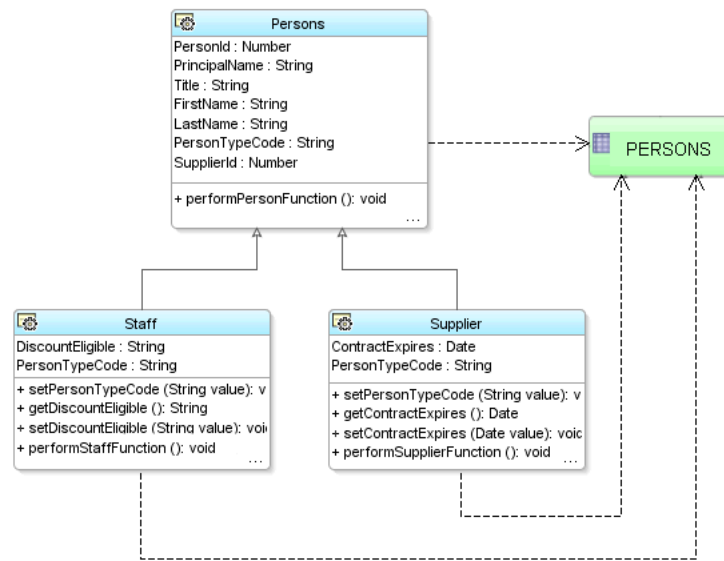 Persons
PersonId : Number
PrincipalName : String
Title : String
FirstName : String
LastName : String
PersonTypeCode : String
SupplierId : Number
+ performPersonFunction (): void
...
PERSONS
Staff
DiscountEligible : String
PersonTypeCode : String
+ setPersonTypeCode (String value): v
+ getDiscountEligible (): String
+ setDiscountEligible (String value): voi
+ performStaffFunction (): void
...
Supplier
ContractExpires : Date
PersonTypeCode : String
+ setPersonTypeCode (String value): v
+ getContractExpires (): Date
+ setContractExpires (Date value): voic
+ performSupplierFunction (): void
...